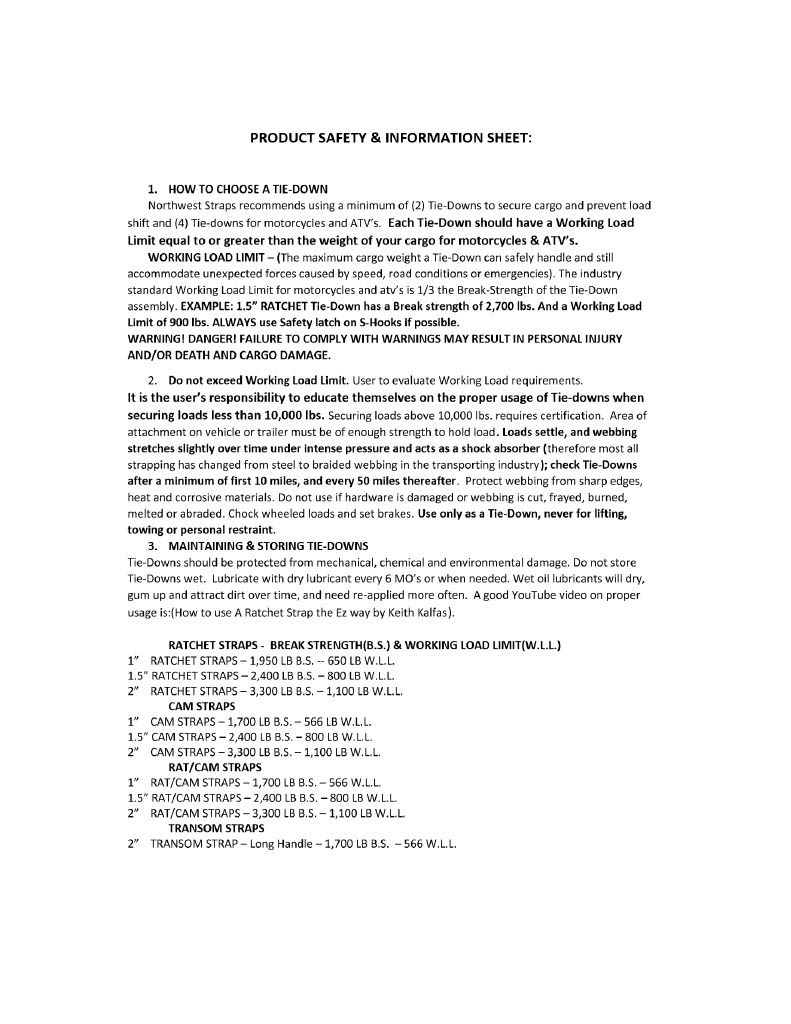 PRODUCT SAFETY & INFORMATION SHEET:
1. HOW TO CHOOSE A TIE-DOWN
Northwest Straps recommends using a minimum of (2) Tie-Downs to secure cargo and prevent load
shift and (4) Tie-downs for motorcycles and ATV's. Each Tie-Down should have a Working Load
Limit equal to or greater than the weight of your cargo for motorcycles & ATV's.
WORKING LOAD LIMIT – (The maximum cargo weight a Tie-Down can safely handle and still
accommodate unexpected forces caused by speed, road conditions or emergencies). The industry
standard Working Load Limit for motorcycles and atv's is 1/3 the Break-Strength of the Tie-Down
assembly. EXAMPLE: 1.5" RATCHET Tie-Down has a Break strength of 2,700 lbs. And a Working Load
Limit of 900 lbs. ALWAYS use Safety latch on S-Hooks if possible.
WARNING! DANGER! FAILURE TO COMPLY WITH WARNINGS MAY RESULT IN PERSONAL INJURY
AND/OR DEATH AND CARGO DAMAGE.
2. Do not exceed Working Load Limit. User to evaluate Working Load requirements.
It is the user's responsibility to educate themselves on the proper usage of Tie-downs when
securing loads less than 10,000 lbs. Securing loads above 10,000 lbs. requires certification. Area of
attachment on vehicle or trailer must be of enough strength to hold load. Loads settle, and webbing
stretches slightly over time under intense pressure and acts as a shock absorber (therefore most all
strapping has changed from steel to braided webbing in the transporting industry); check Tie-Downs
after a minimum of first 10 miles, and every 50 miles thereafter. Protect webbing from sharp edges,
heat and corrosive materials. Do not use if hardware is damaged or webbing is cut, frayed, burned,
melted or abraded. Chock wheeled loads and set brakes. Use only as a Tie-Down, never for lifting,
towing or personal restraint.
3. MAINTAINING & STORING TIE-DOWNS
Tie-Downs should be protected from mechanical, chemical and environmental damage. Do not store
Tie-Downs wet. Lubricate with dry lubricant every 6 MO's or when needed. Wet oil lubricants will dry,
gum up and attract dirt over time, and need re-applied more often. A good YouTube video on proper
usage is:(How to use A Ratchet Strap the Ez way by Keith Kalfas).
RATCHET STRAPS - BREAK STRENGTH(B.S.) & WORKING LOAD LIMIT(W.L.L.)
1" RATCHET STRAPS – 1,950 LB B.S. -- 650 LB W.L.L.
1.5" RATCHET STRAPS – 2,400 LB B.S. – 800 LB W.L.L.
2" RATCHET STRAPS – 3,300 LB B.S. – 1,100 LB W.L.L.
CAM STRAPS
1" CAM STRAPS – 1,700 LB B.S. – 566 LB W.L.L.
1.5" CAM STRAPS – 2,400 LB B.S. – 800 LB W.L.L.
2" CAM STRAPS – 3,300 LB B.S. – 1,100 LB W.L.L.
RAT/CAM STRAPS
1" RAT/CAM STRAPS – 1,700 LB B.S. – 566 W.L.L.
1.5" RAT/CAM STRAPS – 2,400 LB B.S. – 800 LB W.L.L.
2" RAT/CAM STRAPS – 3,300 LB B.S. – 1,100 LB W.L.L.
TRANSOM STRAPS
2" TRANSOM STRAP – Long Handle – 1,700 LB B.S. – 566 W.L.L.